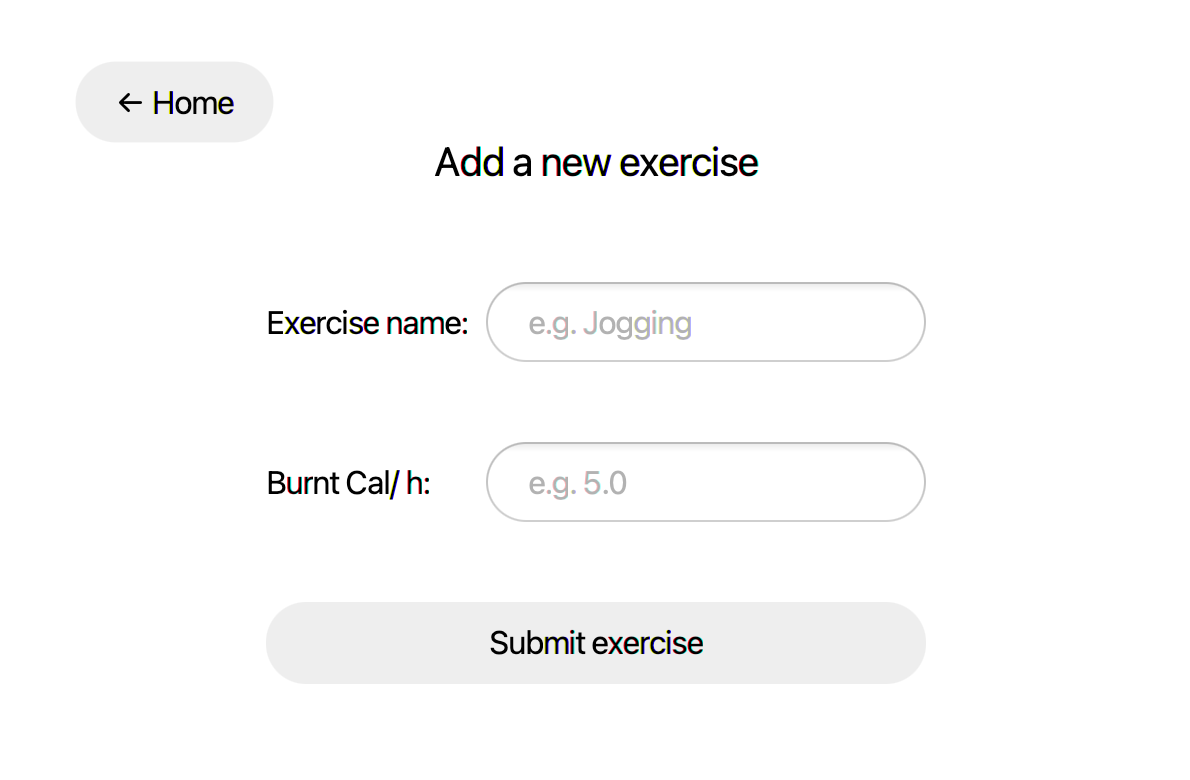 ← Home
Add a new exercise
Exercise name: e.g. Jogging
Burnt Cal/ h: e.g. 5.0
Submit exercise